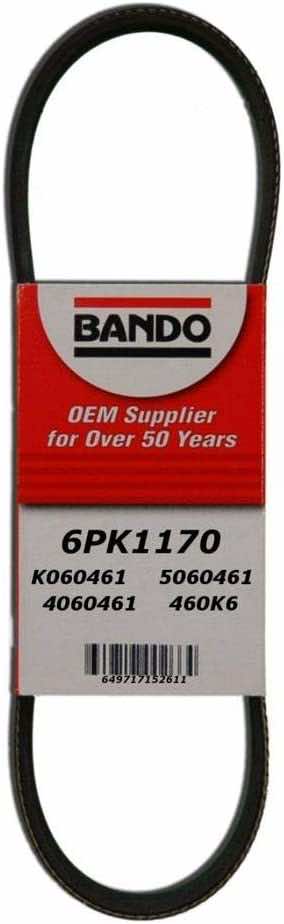 BANDO
OEM Supplier
for Over 50 Years
6PK1170
K060461 5060461
4060461 460K6
649717152611